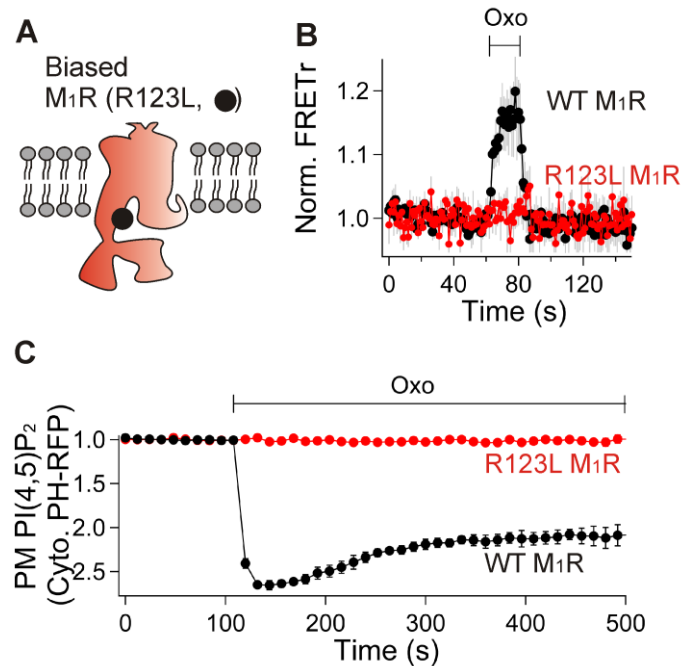 A
Biased
M₁R (R123L, ●)
B
Oxo
Norm. FRETr
1.2
1.1
1.0
WT M₁R
R123L M₁R
0
40
80
120
Time (s)
C
Oxo
PM PI(4,5)P₂
(Cyto. PH-RFP)
1.0
1.5
2.0
2.5
R123L M₁R
WT M₁R
0
100
200
300
400
500
Time (s)